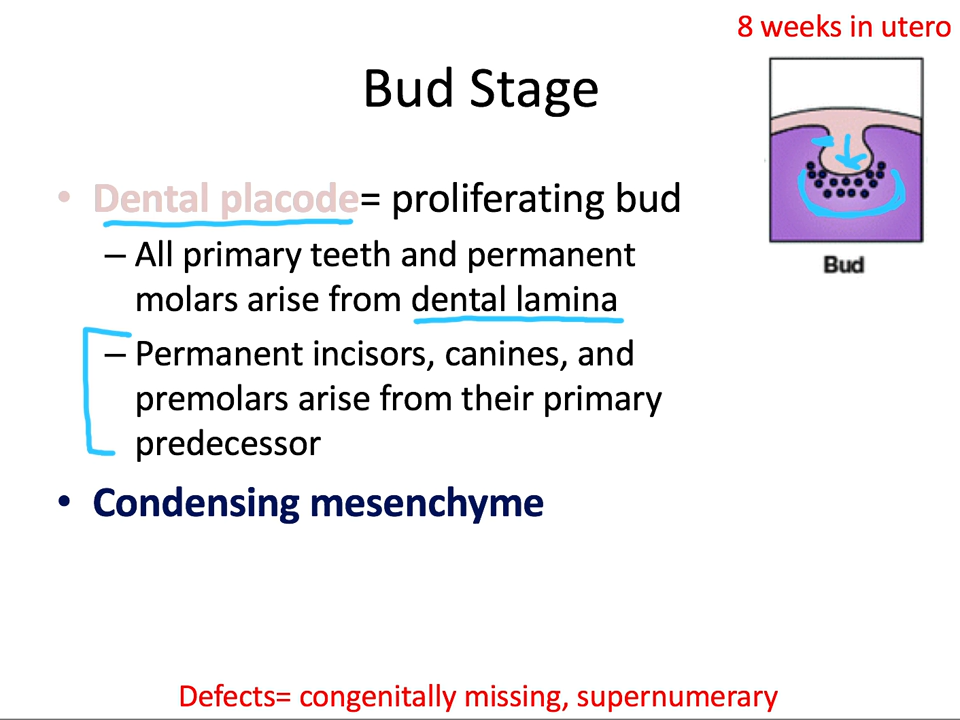 8 weeks in utero
Bud Stage
• Dental placode= proliferating bud
– All primary teeth and permanent
molars arise from dental lamina
– Permanent incisors, canines, and
premolars arise from their primary
predecessor
• Condensing mesenchyme
Bud
Defects= congenitally missing, supernumerary